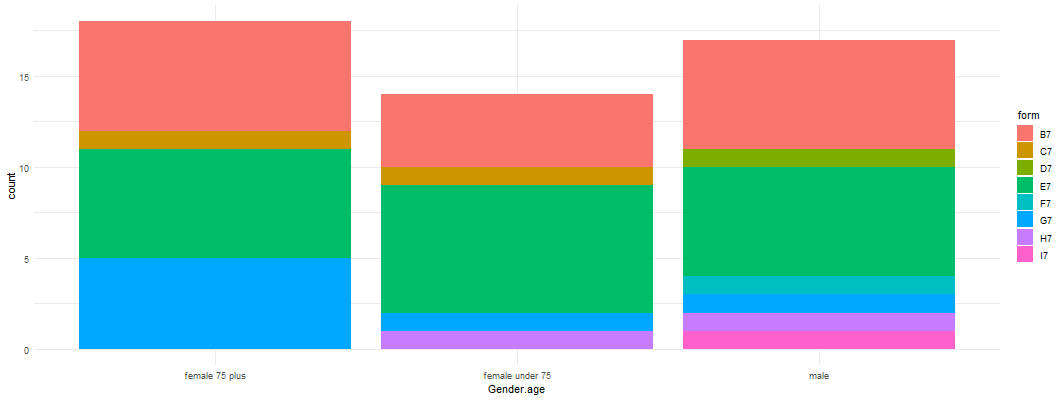 count
15
10
5
0
female 75 plus
female under 75
male
Gender.age
form
B7
C7
D7
E7
F7
G7
H7
I7